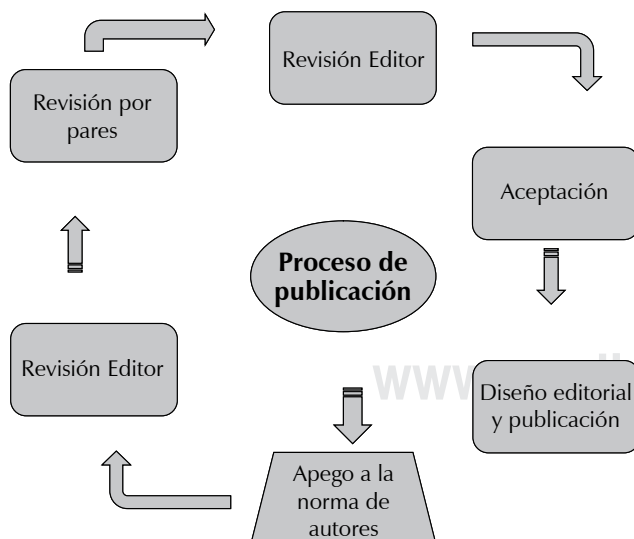 Revisión Editor
Revisión por
pares
Aceptación
Proceso de
publicación
Revisión Editor
Diseño editorial
y publicación
Apego a la
norma de
autores
www